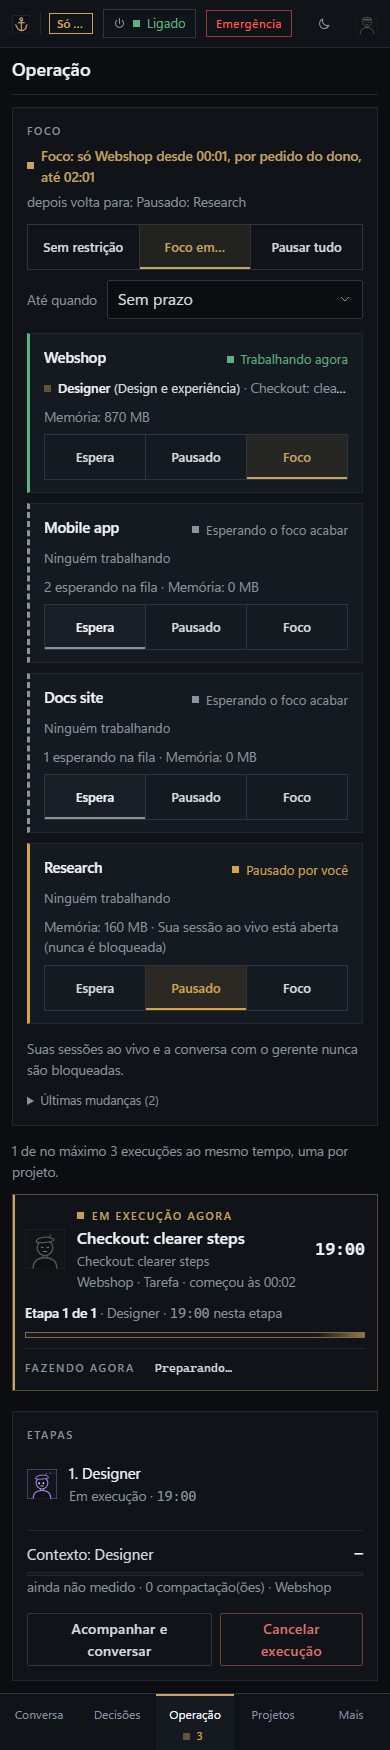 Só ...
Ligado
Emergência
Operação
FOCO
Foco: só Webshop desde 00:01, por pedido do dono,
até 02:01
depois volta para: Pausado: Research
Sem restrição
Foco em...
Pausar tudo
Até quando
Sem prazo
Webshop
Trabalhando agora
Designer (Design e experiência) · Checkout: clea...
Memória: 870 MB
Espera
Pausado
Foco
Mobile app
Esperando o foco acabar
Ninguém trabalhando
2 esperando na fila · Memória: 0 MB
Espera
Pausado
Foco
Docs site
Esperando o foco acabar
Ninguém trabalhando
1 esperando na fila · Memória: 0 MB
Espera
Pausado
Foco
Research
Pausado por você
Ninguém trabalhando
Memória: 160 MB · Sua sessão ao vivo está aberta
(nunca é bloqueada)
Espera
Pausado
Foco
Suas sessões ao vivo e a conversa com o gerente nunca
são bloqueadas.
Últimas mudanças (2)
1 de no máximo 3 execuções ao mesmo tempo, uma por
projeto.
EM EXECUÇÃO AGORA
Checkout: clearer steps
19:00
Checkout: clearer steps
Webshop · Tarefa · começou às 00:02
Etapa 1 de 1 · Designer · 19:00 nesta etapa
FAZENDO AGORA
Preparando...
ETAPAS
1. Designer
Em execução · 19:00
Contexto: Designer
–
ainda não medido · 0 compactação(ões) · Webshop
Acompanhar e
conversar
Cancelar
execução
Conversa
Decisões
Operação
3
Projetos
Mais